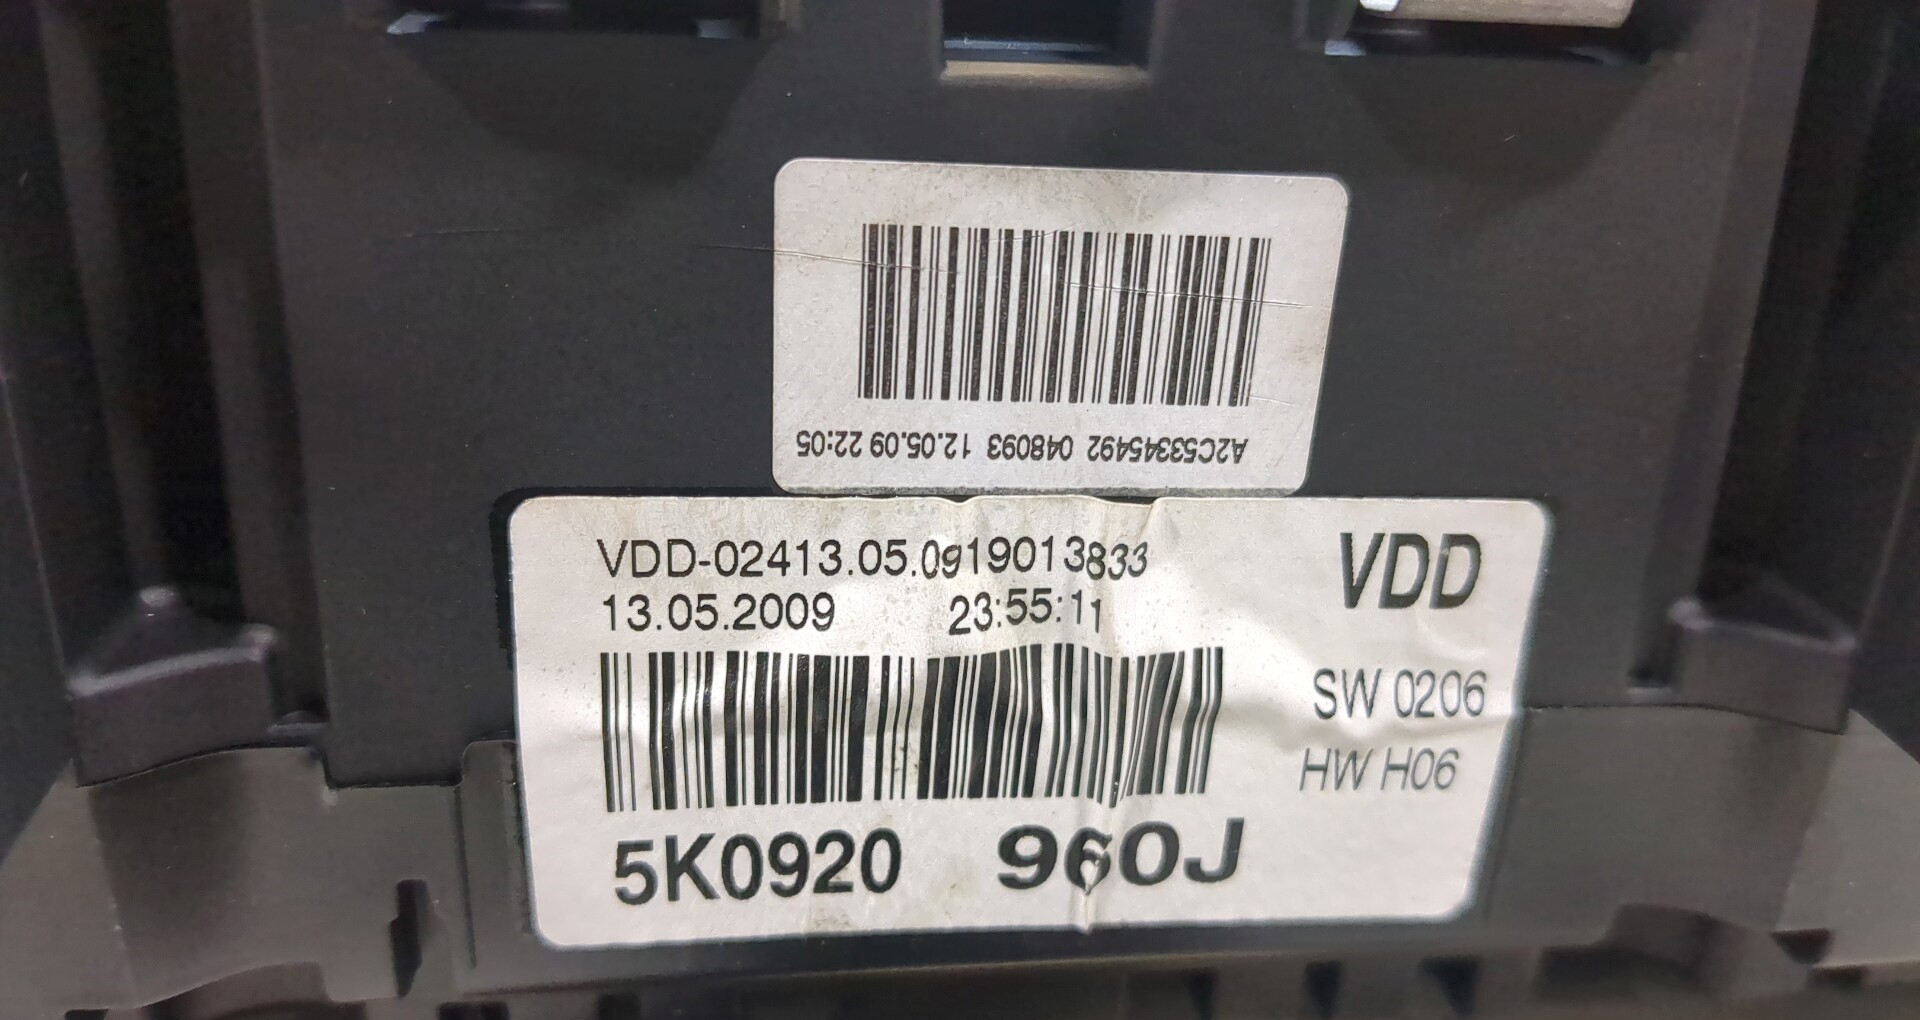 A2C53345492 048093 12.05.09 22:05
VDD-02413.05.0919013833
13.05.2009 23:55:11
VDD
SW 0206
HW H06
5K0920 960J